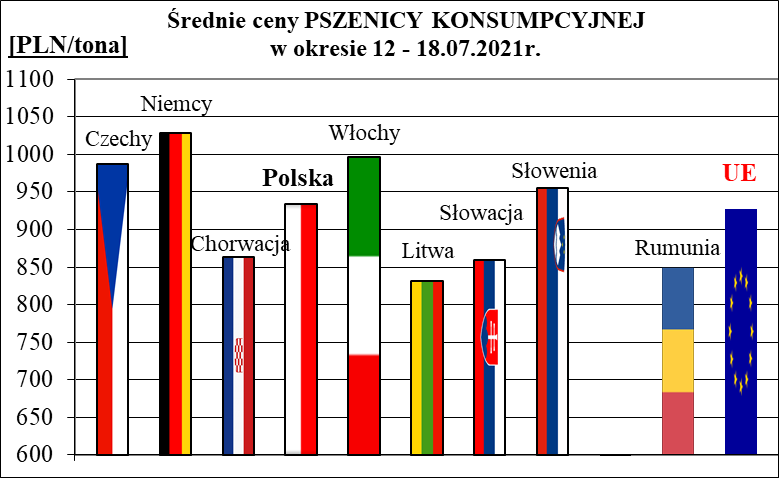 Średnie ceny PSZENICY KONSUMPCYJNEJ
w okresie 12 - 18.07.2021r.
[PLN/tona]
1100
1050
1000
950
900
850
800
750
700
650
600
Czechy
Niemcy
Chorwacja
Polska
Włochy
Litwa
Słowacja
Słowenia
Rumunia
UE